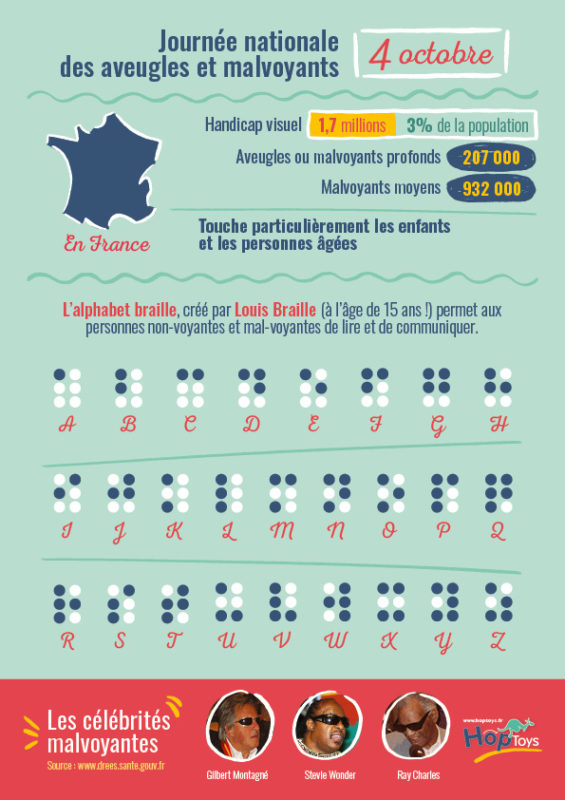 Journée nationale
des aveugles et malvoyants
4 octobre
Handicap visuel 1,7 millions 3% de la population
Aveugles ou malvoyants profonds 207 000
Malvoyants moyens 932 000
En France
Touche particulièrement les enfants
et les personnes âgées
L'alphabet braille, créé par Louis Braille (à l'âge de 15 ans !) permet aux
personnes non-voyantes et mal-voyantes de lire et de communiquer.
A B C D E F G H
I J K L M N O P Q
R S T U V W X Y Z
Les célébrités
malvoyantes
Source : www.drees.sante.gouv.fr
Gilbert Montagné
Stevie Wonder
Ray Charles
www.hoptoys.fr
Hop Toys